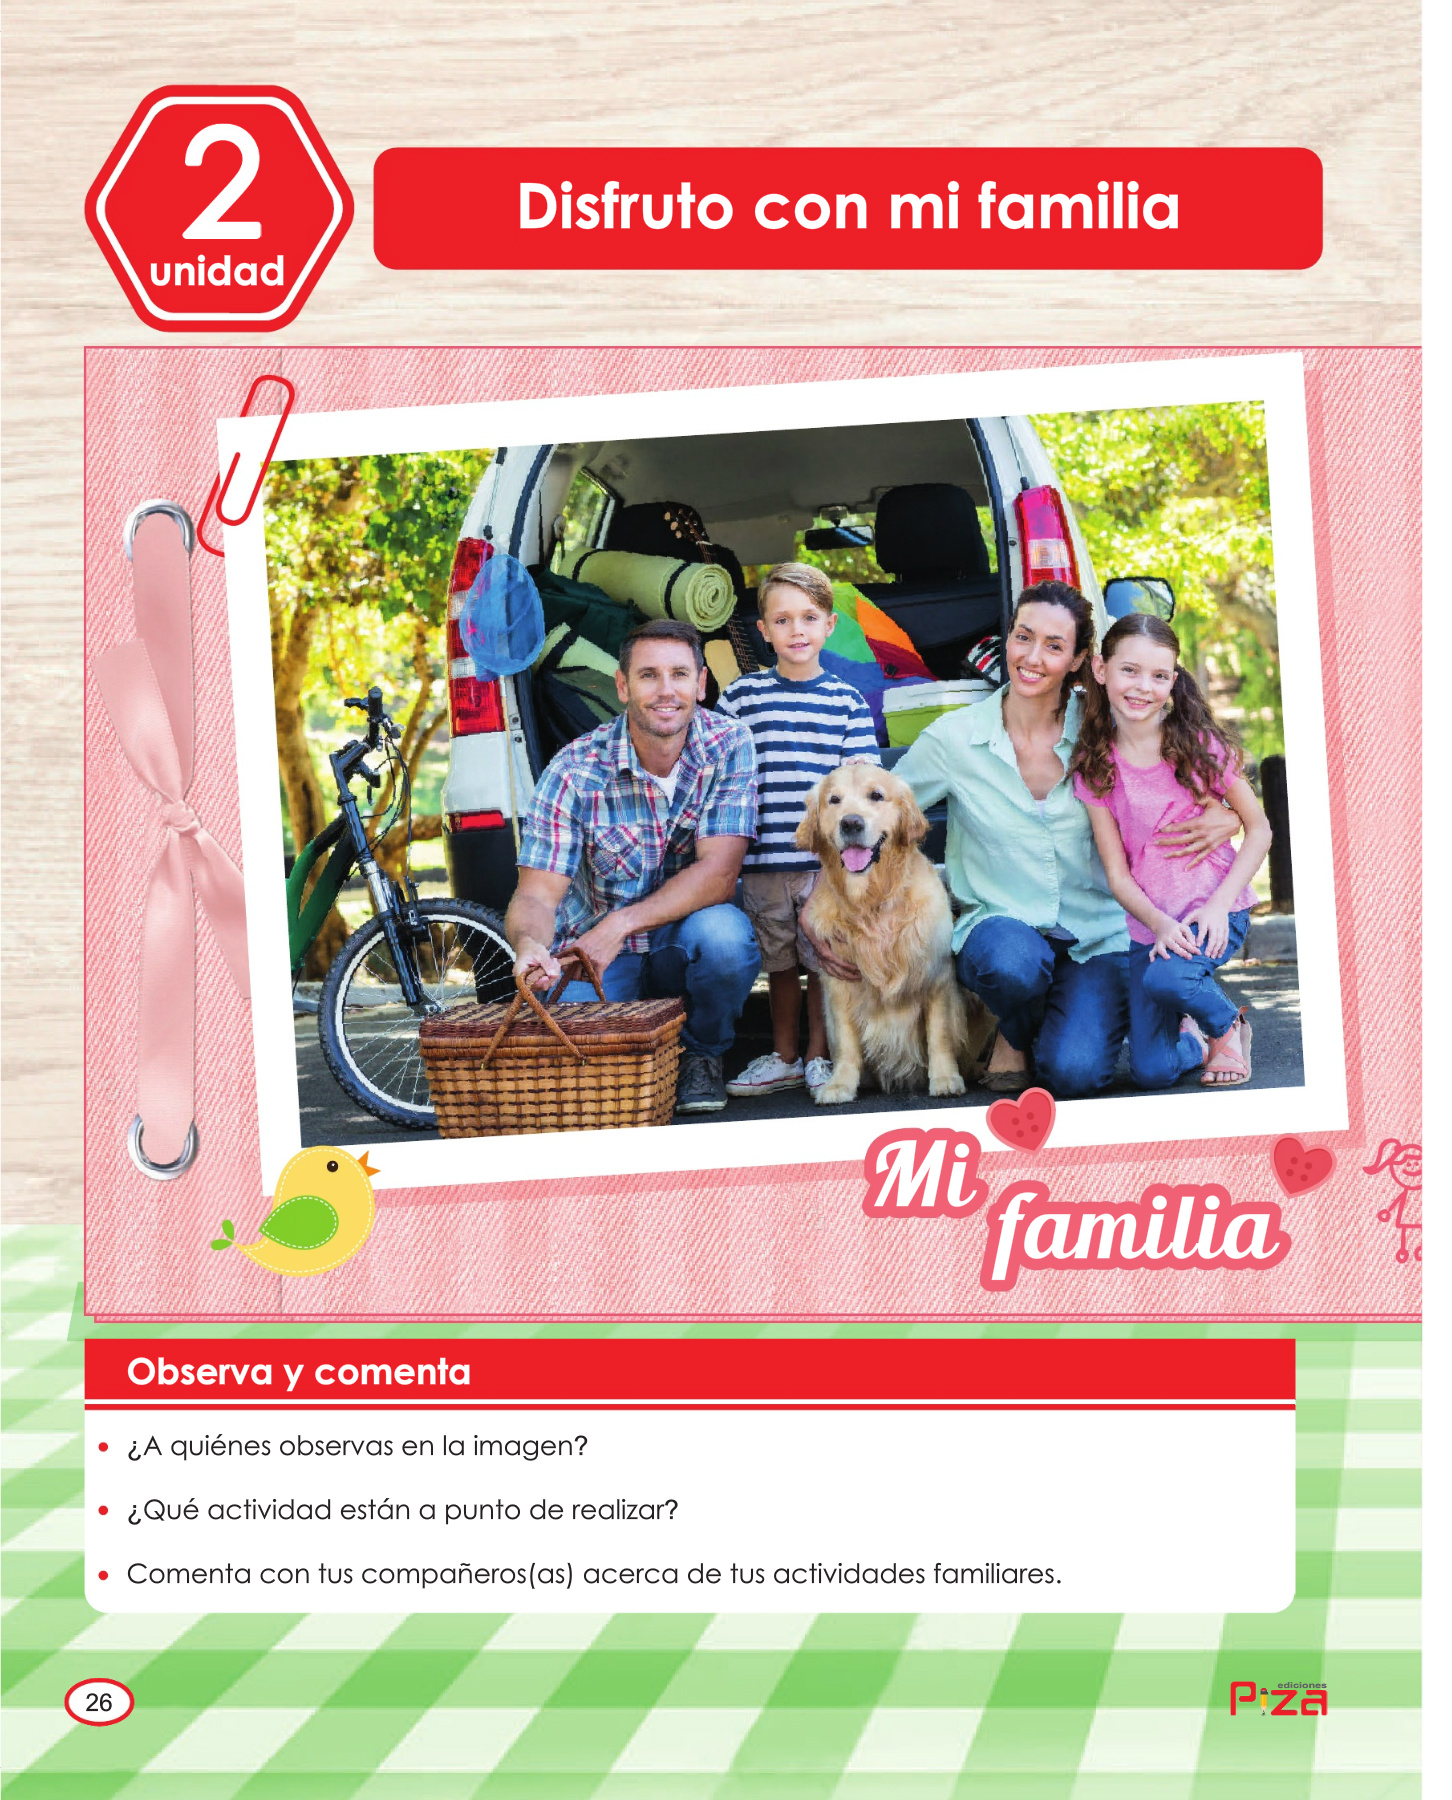 2
unidad
Disfruto con mi familia
Mi
familia
Observa y comenta
• ¿A quiénes observas en la imagen?
• ¿Qué actividad están a punto de realizar?
• Comenta con tus compañeros(as) acerca de tus actividades familiares.
26
ediciones
Piza